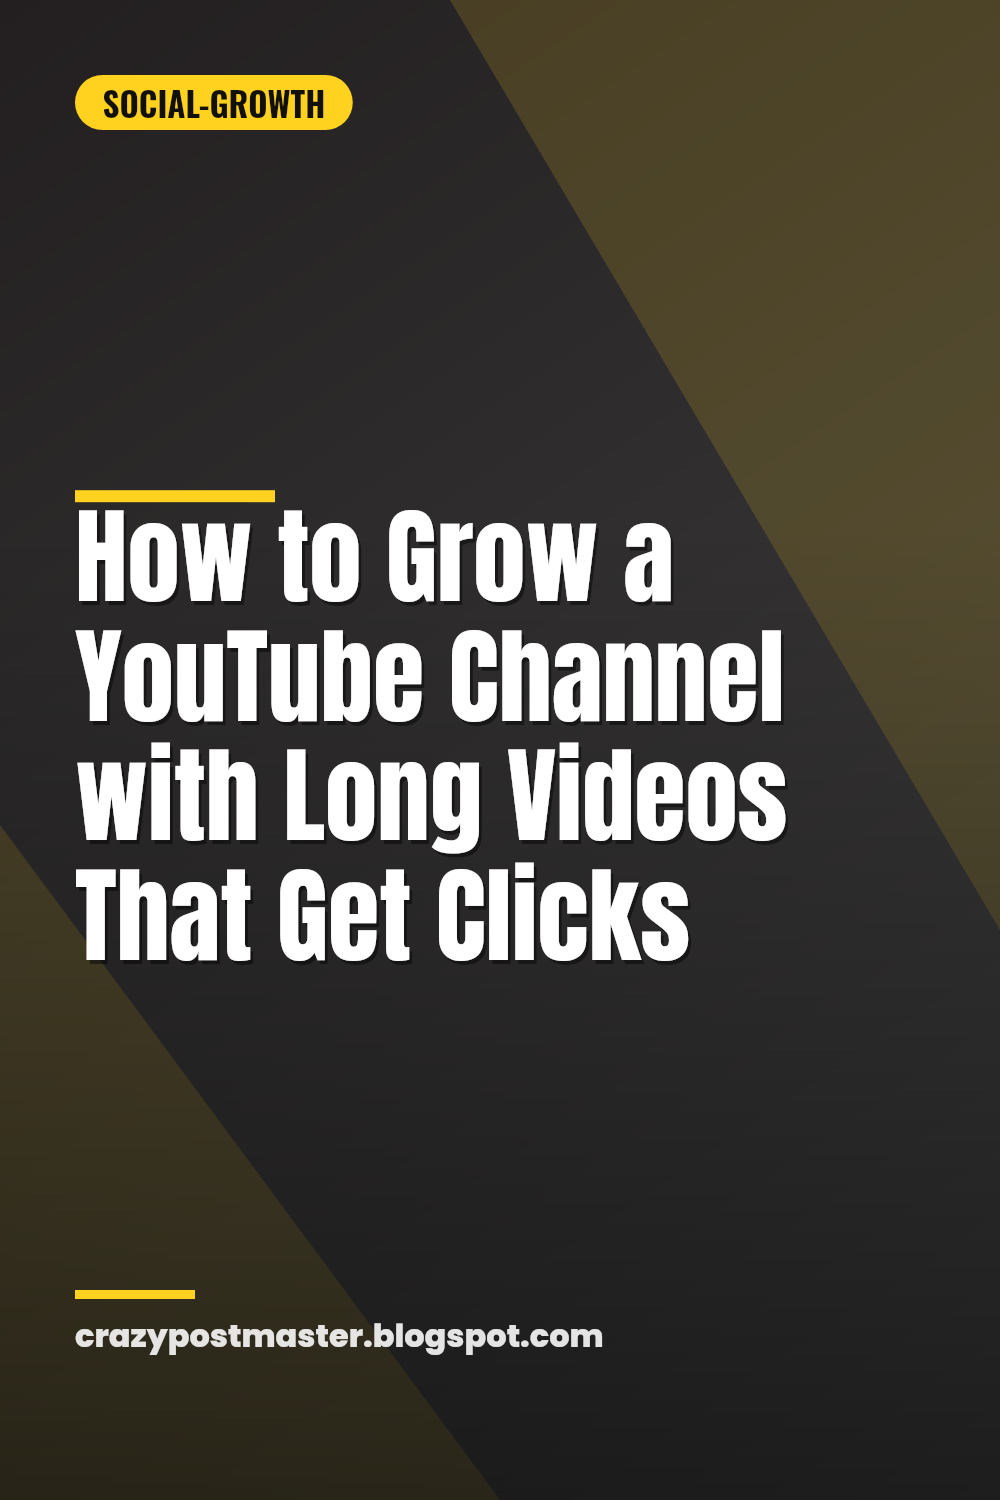 SOCIAL-GROWTH
How to Grow a
YouTube Channel
with Long Videos
That Get Clicks
crazypostmaster.blogspot.com